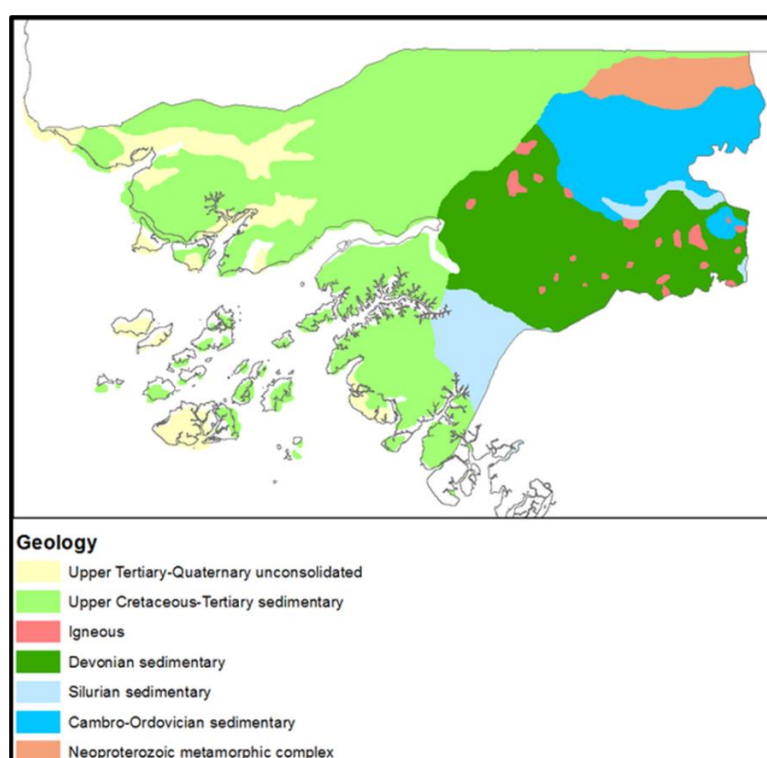 Geology
Upper Tertiary-Quaternary unconsolidated
Upper Cretaceous-Tertiary sedimentary
Igneous
Devonian sedimentary
Silurian sedimentary
Cambro-Ordovician sedimentary
Neoproterozoic metamorphic complex